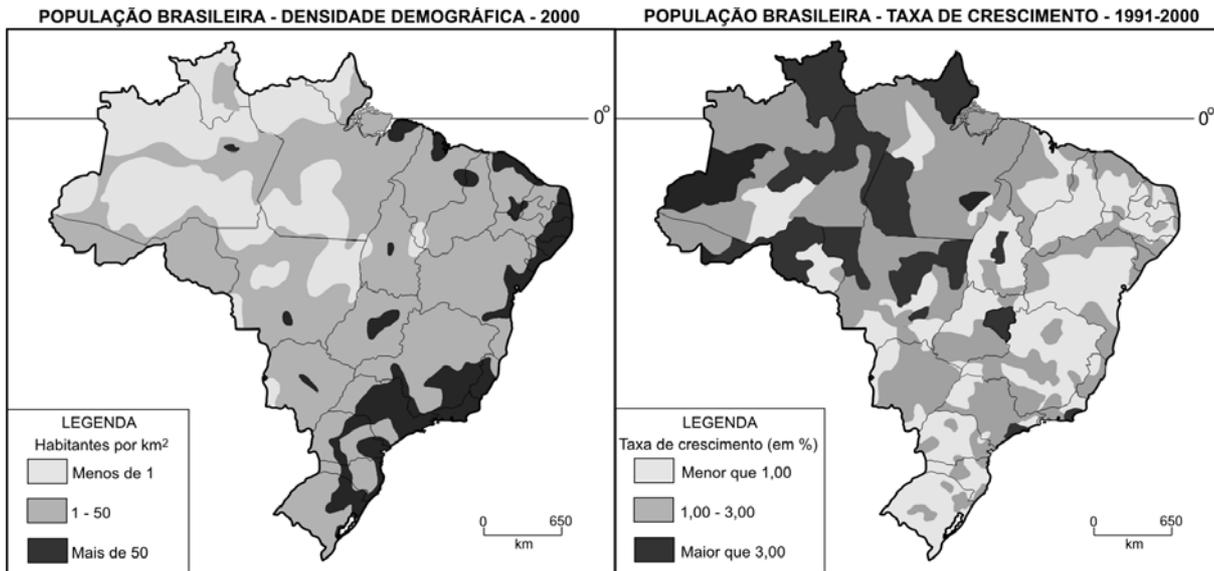 POPULAÇÃO BRASILEIRA - DENSIDADE DEMOGRÁFICA - 2000
0º
LEGENDA
Habitantes por km²
Menos de 1
1 - 50
Mais de 50
0 650
km
POPULAÇÃO BRASILEIRA - TAXA DE CRESCIMENTO - 1991-2000
0º
LEGENDA
Taxa de crescimento (em %)
Menor que 1,00
1,00 - 3,00
Maior que 3,00
0 650
km